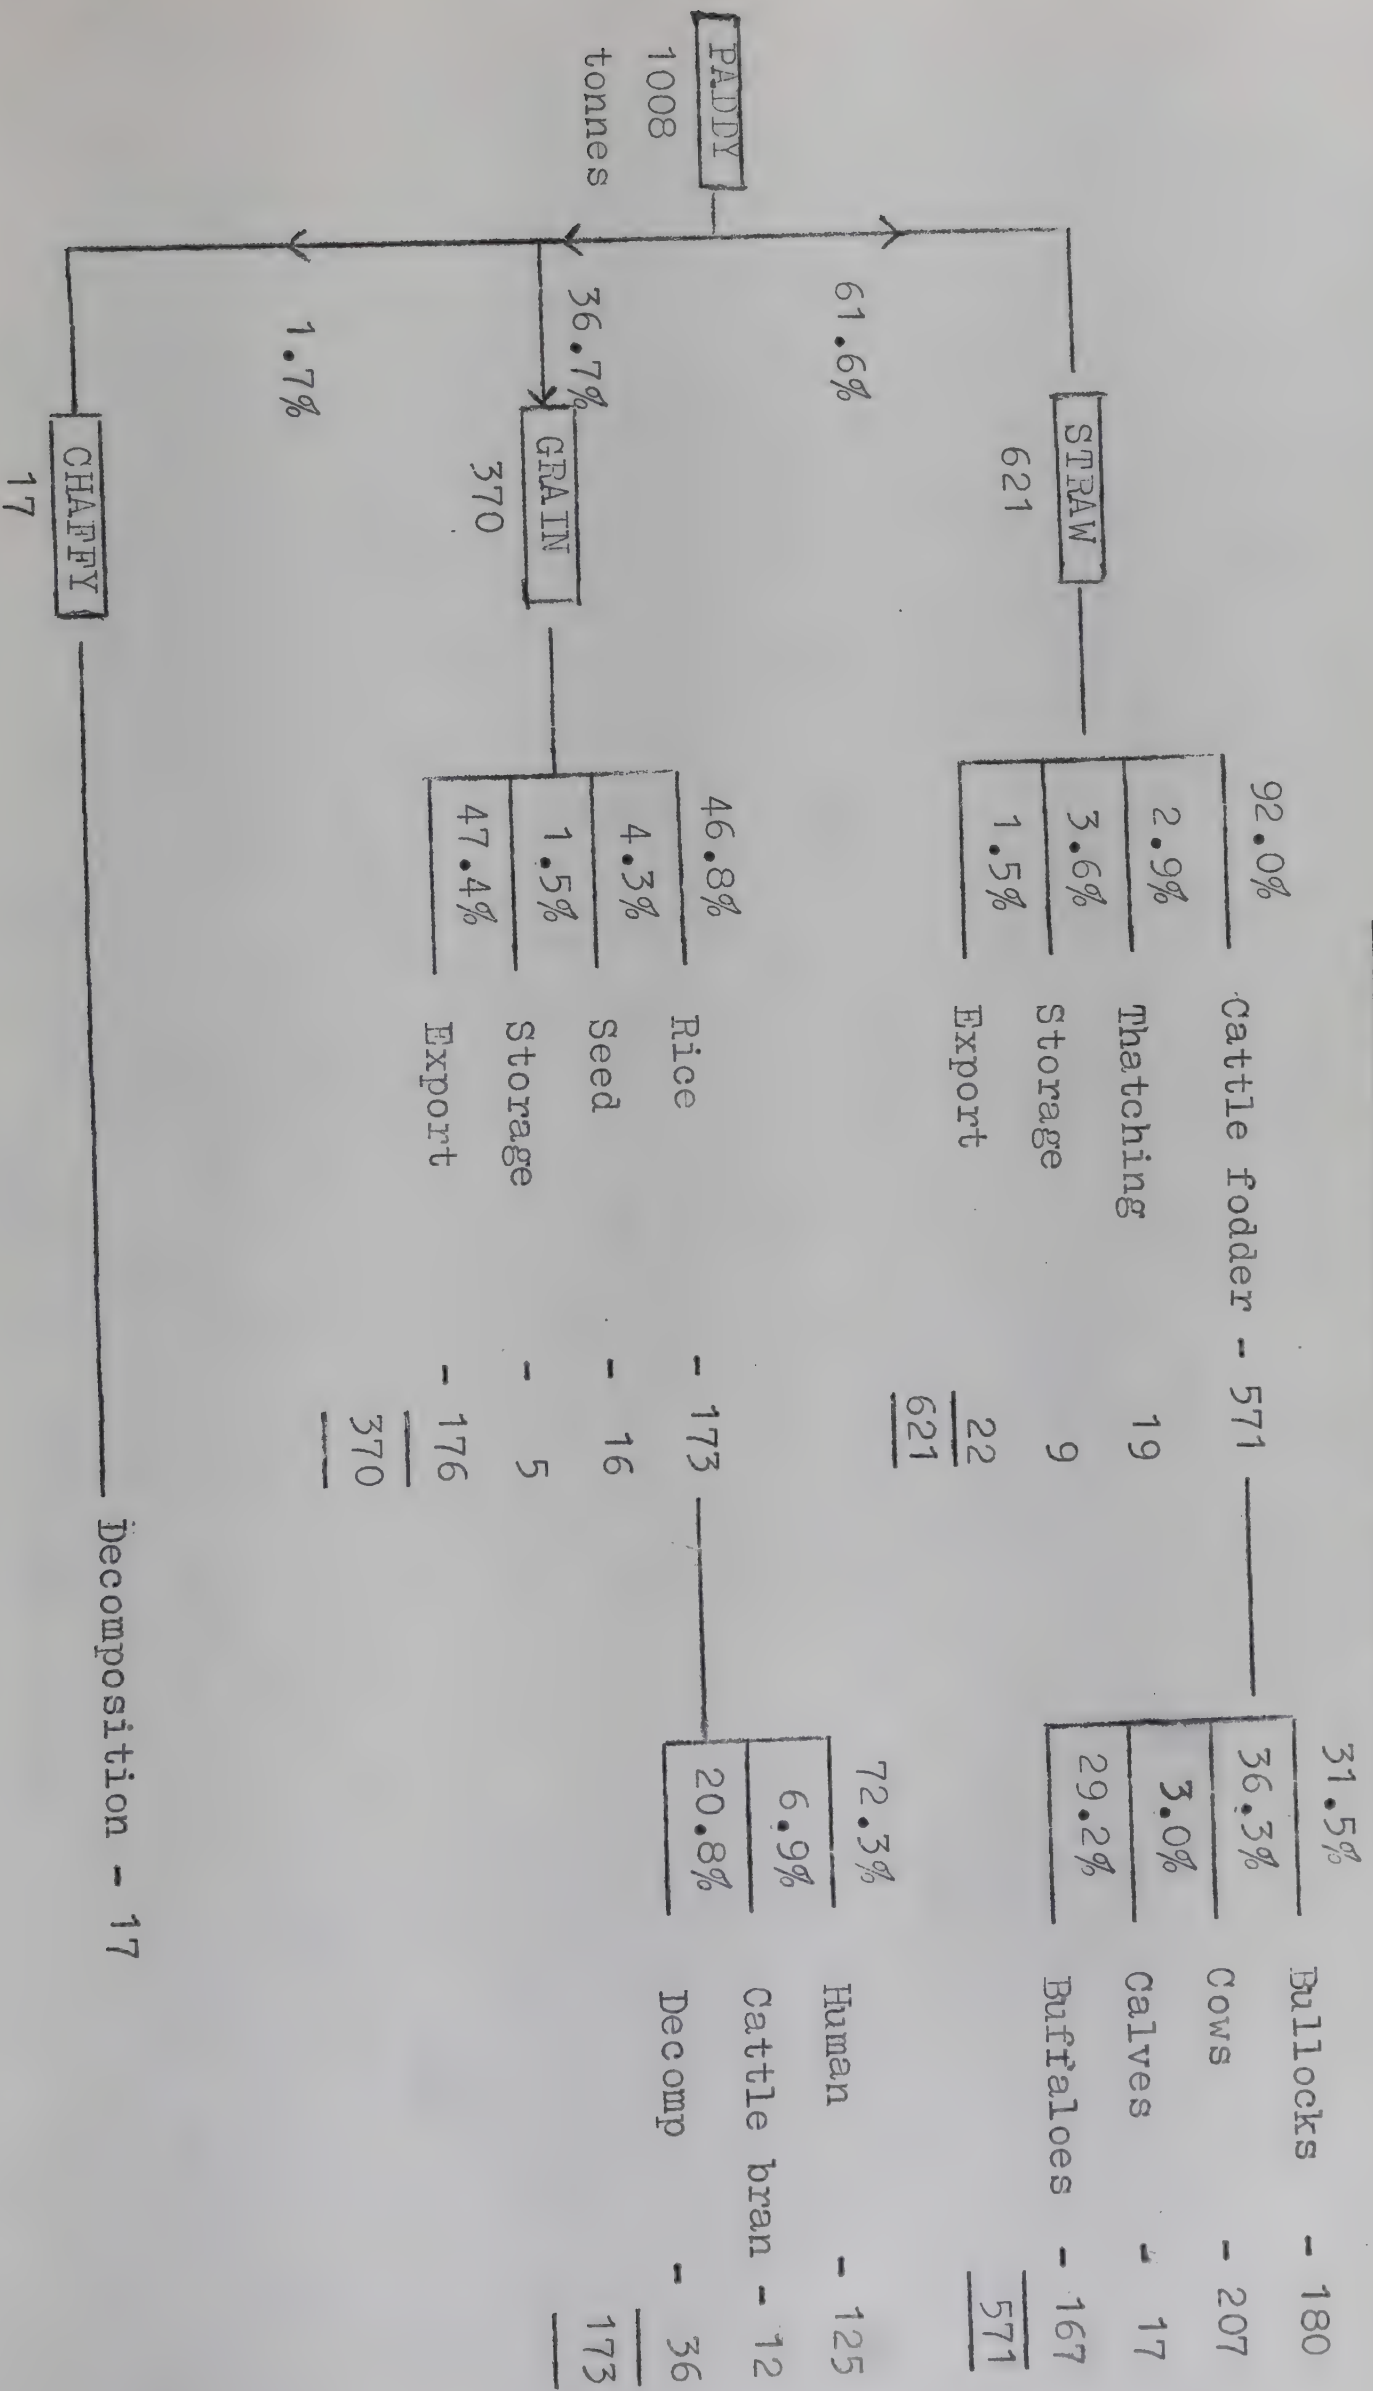 PADDY
1008
tonnes
61.6%
36.7%
1.7%
STRAW
621
92.0% Cattle fodder - 571
2.9% Thatching 19
3.6% Storage 9
1.5% Export 22
621
31.5% Bullocks - 180
36.3% Cows - 207
3.0% Calves - 17
29.2% Buffaloes - 167
571
GRAIN
370
46.8% Rice - 173
4.3% Seed - 16
1.5% Storage - 5
47.4% Export - 176
370
72.3% Human - 125
6.9% Cattle bran - 12
20.8% Decomp - 36
173
CHAFFY
17
Decomposition - 17